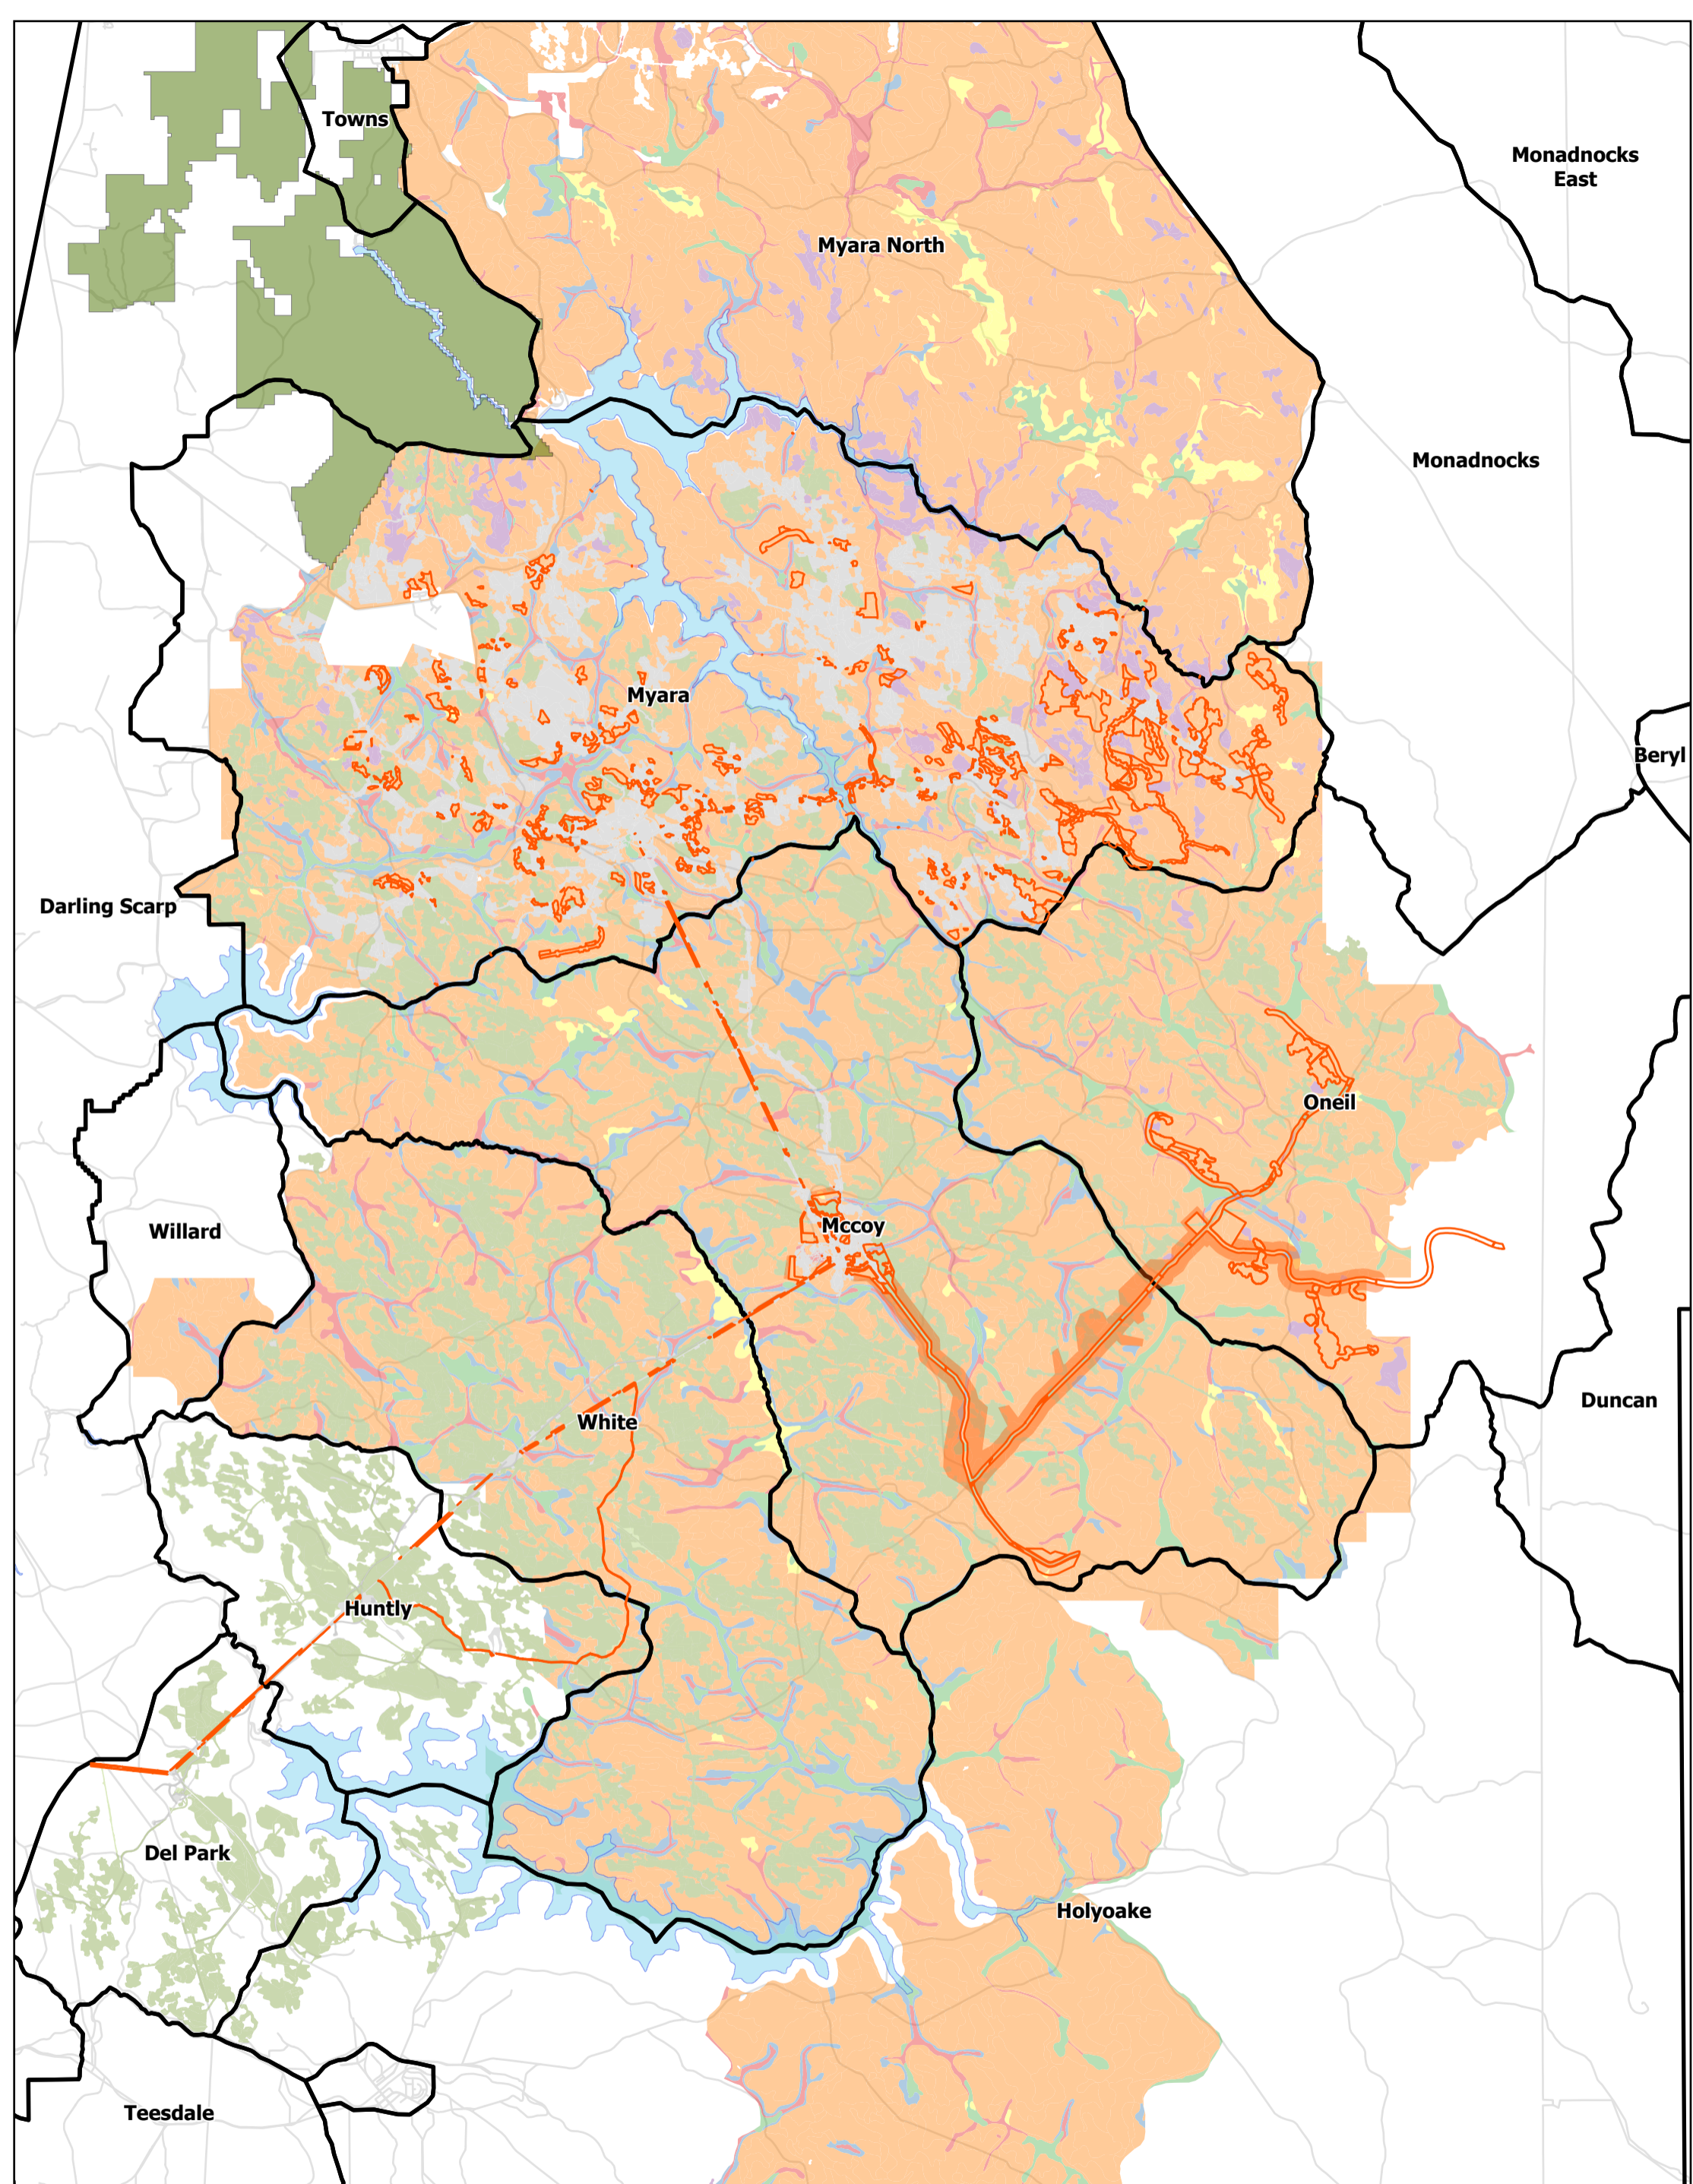 Towns
Monadnocks
East
Myara North
Monadnocks
Myara
Beryl
Darling Scarp
Oneil
Mccoy
Willard
Duncan
White
Huntly
Del Park
Holyoake
Teesdale